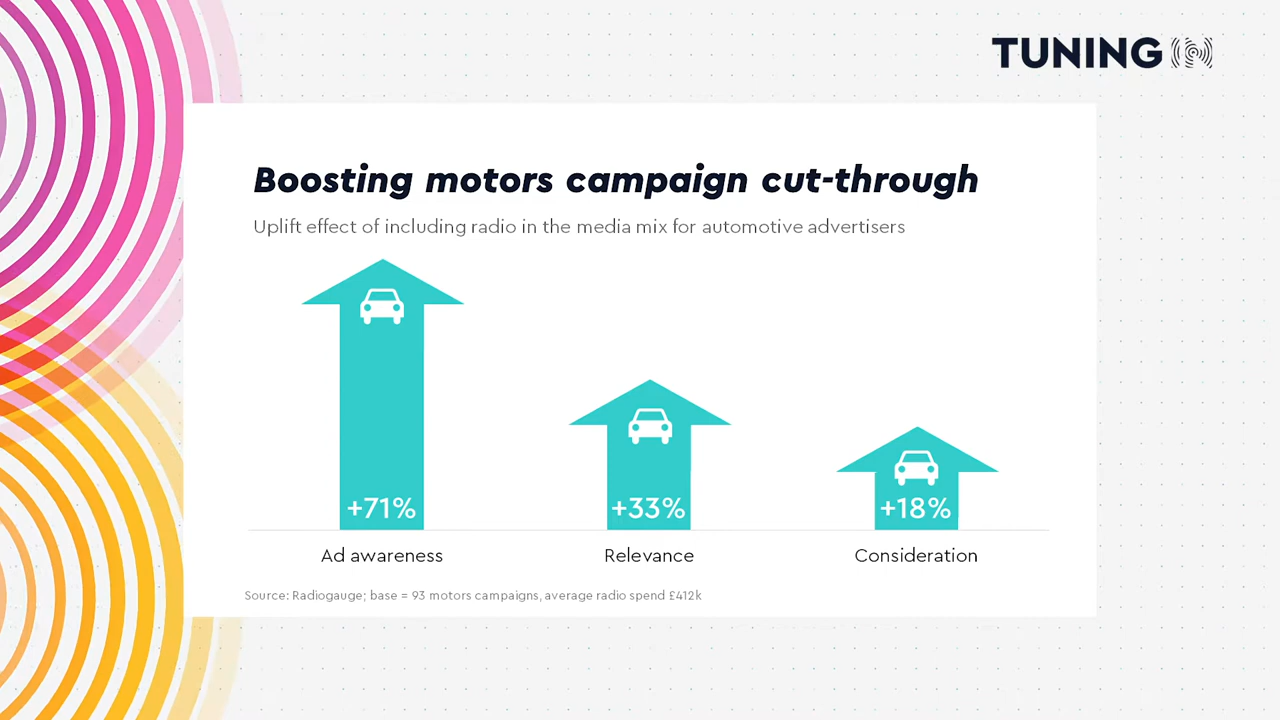 TUNING
Boosting motors campaign cut-through
Uplift effect of including radio in the media mix for automotive advertisers
+71%
+33%
+18%
Ad awareness
Relevance
Consideration
Source: Radiogauge; base = 93 motors campaigns, average radio spend £412k